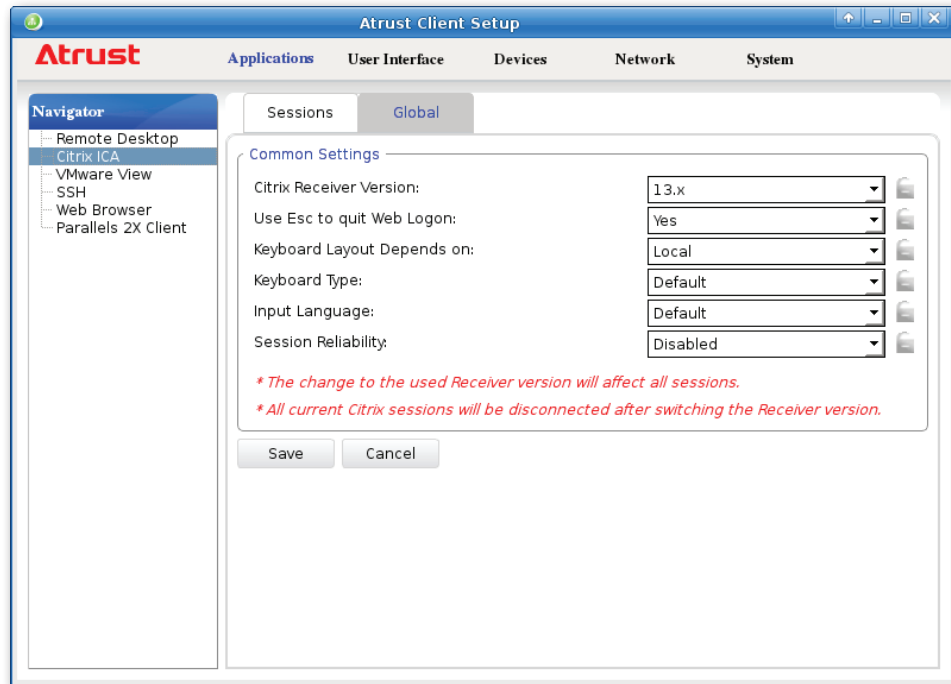 Atrust Client Setup
Atrust
Applications User Interface Devices Network System
Navigator
Remote Desktop
Citrix ICA
VMware View
SSH
Web Browser
Parallels 2X Client
Sessions Global
Common Settings
Citrix Receiver Version: 13.x
Use Esc to quit Web Logon: Yes
Keyboard Layout Depends on: Local
Keyboard Type: Default
Input Language: Default
Session Reliability: Disabled
* The change to the used Receiver version will affect all sessions.
* All current Citrix sessions will be disconnected after switching the Receiver version.
Save Cancel